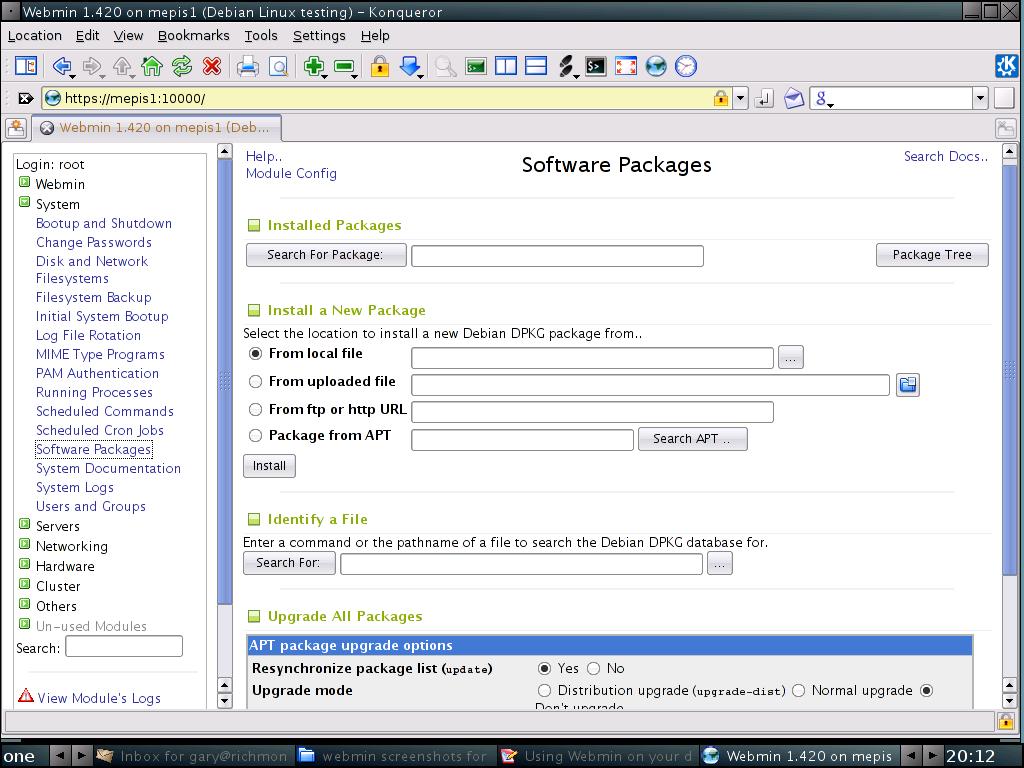 Webmin 1.420 on mepis1 (Debian Linux testing) – Konqueror
Location Edit View Bookmarks Tools Settings Help
https://mepis1:10000/
g
Webmin 1.420 on mepis1 (Deb...
Login: root
Webmin
System
Bootup and Shutdown
Change Passwords
Disk and Network
Filesystems
Filesystem Backup
Initial System Bootup
Log File Rotation
MIME Type Programs
PAM Authentication
Running Processes
Scheduled Commands
Scheduled Cron Jobs
Software Packages
System Documentation
System Logs
Users and Groups
Servers
Networking
Hardware
Cluster
Others
Un-used Modules
Search:
View Module's Logs
Help..
Module Config
Software Packages
Search Docs..
Installed Packages
Search For Package:
Package Tree
Install a New Package
Select the location to install a new Debian DPKG package from..
From local file
...
From uploaded file
From ftp or http URL
Package from APT
Search APT ..
Install
Identify a File
Enter a command or the pathname of a file to search the Debian DPKG database for.
Search For:
...
Upgrade All Packages
APT package upgrade options
Resynchronize package list (update) Yes No
Upgrade mode Distribution upgrade (upgrade-dist) Normal upgrade
Don't upgrade
one Inbox for gary@richmon webmin screenshots for Using Webmin on your d Webmin 1.420 on mepis 20:12